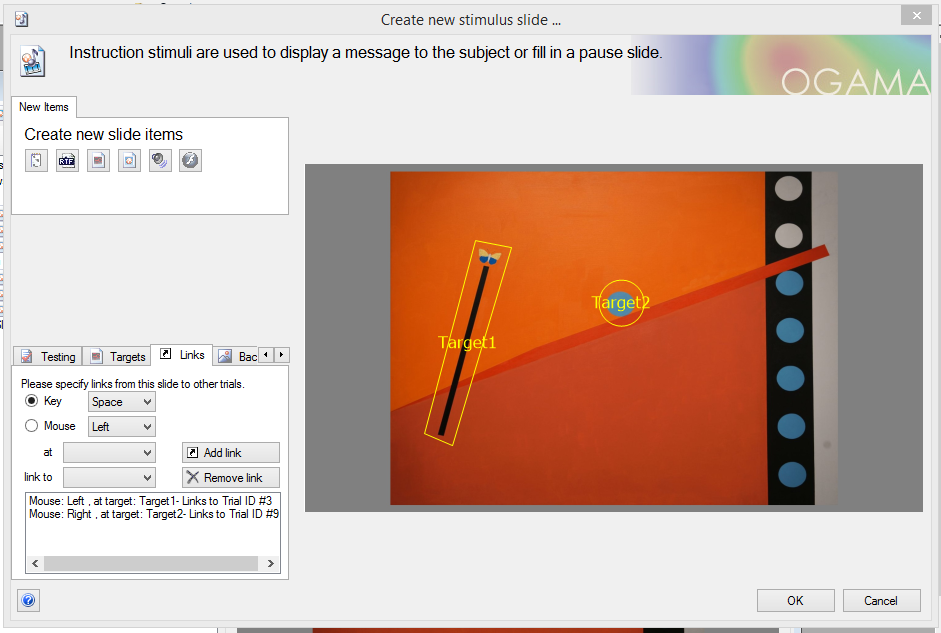 Create new stimulus slide ...
Instruction stimuli are used to display a message to the subject or fill in a pause slide.
OGAMA
New Items
Create new slide items
RTF
Target1
Target2
Testing
Targets
Links
Bac
Please specify links from this slide to other trials.
Key
Space
Mouse
Left
at
Add link
link to
Remove link
Mouse: Left , at target: Target1- Links to Trial ID #3
Mouse: Right , at target: Target2- Links to Trial ID #9
OK
Cancel